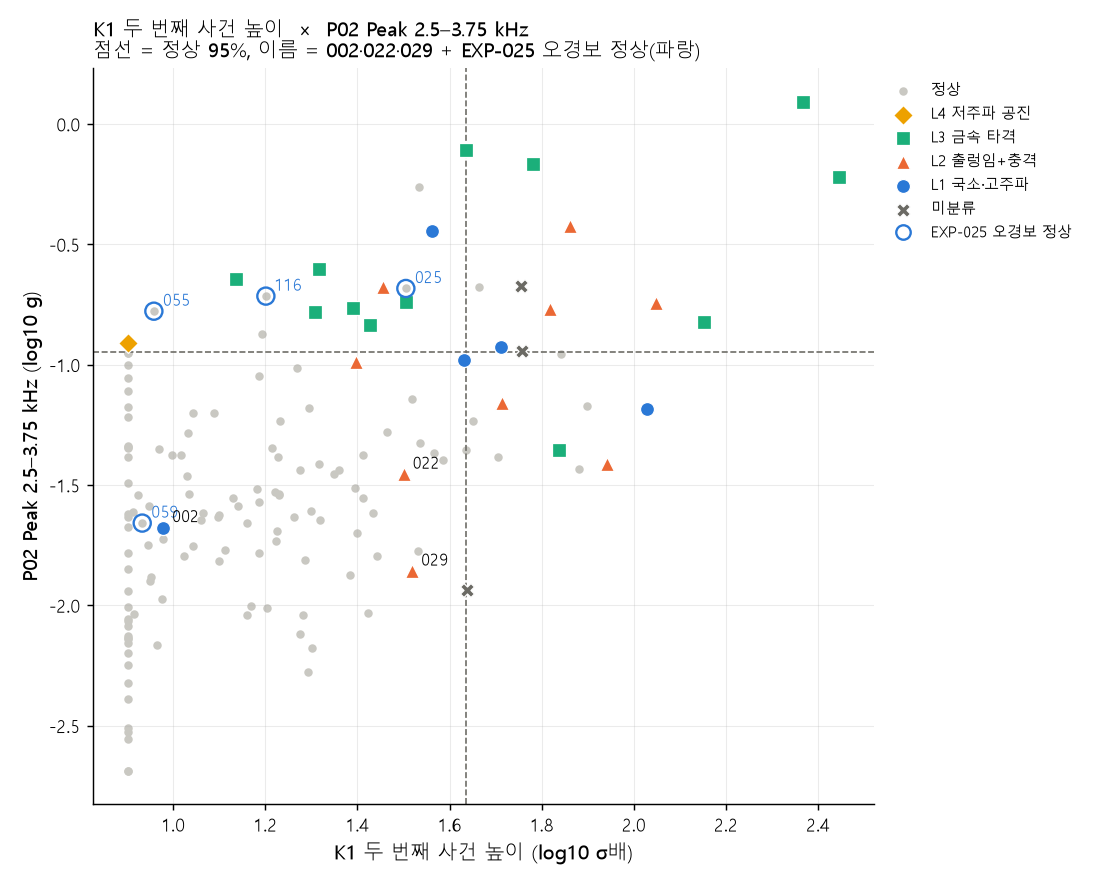 K1 두 번째 사건 높이 × P02 Peak 2.5–3.75 kHz
점선 = 정상 95%, 이름 = 002·022·029 + EXP-025 오경보 정상(파랑)
정상
L4 저주파 공진
L3 금속 타격
L2 출렁임+충격
L1 국소·고주파
미분류
EXP-025 오경보 정상
P02 Peak 2.5–3.75 kHz (log10 g)
0.0
-0.5
-1.0
-1.5
-2.0
-2.5
055
116
025
022
059
002
029
1.0
1.2
1.4
1.6
1.8
2.0
2.2
2.4
K1 두 번째 사건 높이 (log10 σ배)